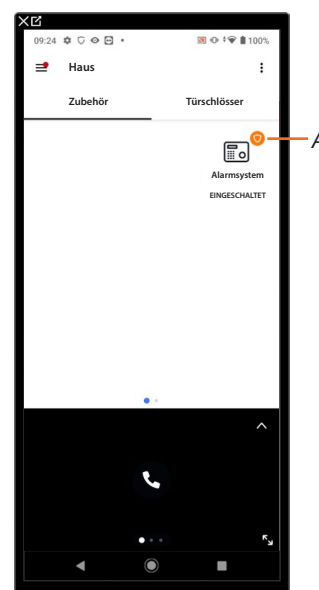 09:24 100%
Haus
Zubehör Türschlösser
A
Alarmsystem
EINGESCHALTET